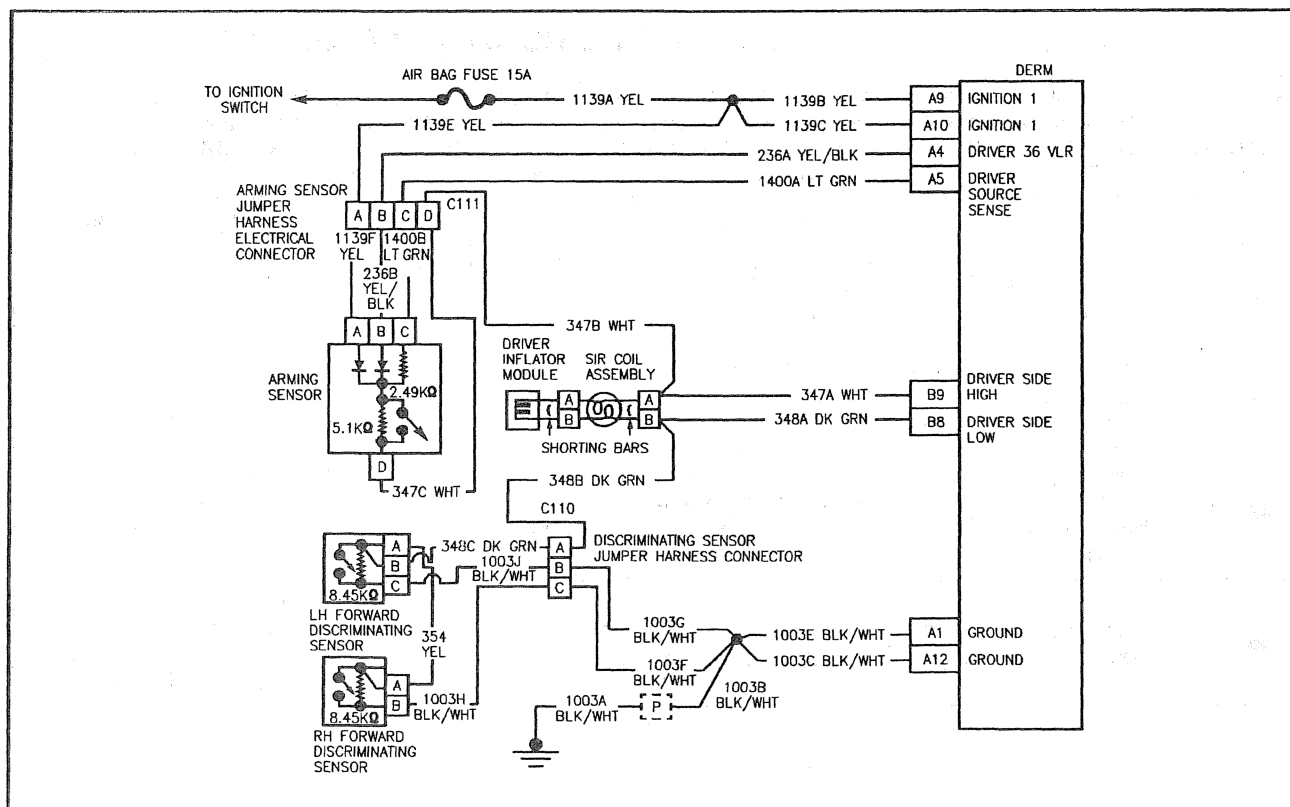 AIR BAG FUSE 15A
DERM
TO IGNITION
SWITCH
1139A YEL
1139B YEL
A9
IGNITION 1
1139E YEL
1139C YEL
A10
IGNITION 1
236A YEL/BLK
A4
DRIVER 36 VLR
1400A LT GRN
A5
DRIVER
SOURCE
SENSE
ARMING SENSOR
JUMPER
HARNESS
ELECTRICAL
CONNECTOR
A B C D
C111
1139F
YEL
1400B
LT GRN
236B
YEL/
BLK
A B C
ARMING
SENSOR
2.49KΩ
5.1KΩ
D
347C WHT
347B WHT
DRIVER
INFLATOR
MODULE
SIR COIL
ASSEMBLY
A
B
A
B
SHORTING BARS
347A WHT
B9
DRIVER SIDE
HIGH
348A DK GRN
B8
DRIVER SIDE
LOW
348B DK GRN
C110
A
B
C
DISCRIMINATING SENSOR
JUMPER HARNESS CONNECTOR
A
B
C
348C DK GRN
1003J
BLK/WHT
8.45KΩ
LH FORWARD
DISCRIMINATING
SENSOR
354
YEL
A
B
1003H
BLK/WHT
8.45KΩ
RH FORWARD
DISCRIMINATING
SENSOR
1003G
BLK/WHT
1003F
BLK/WHT
1003E BLK/WHT
A1
GROUND
1003C BLK/WHT
A12
GROUND
1003A
BLK/WHT
P
1003B
BLK/WHT